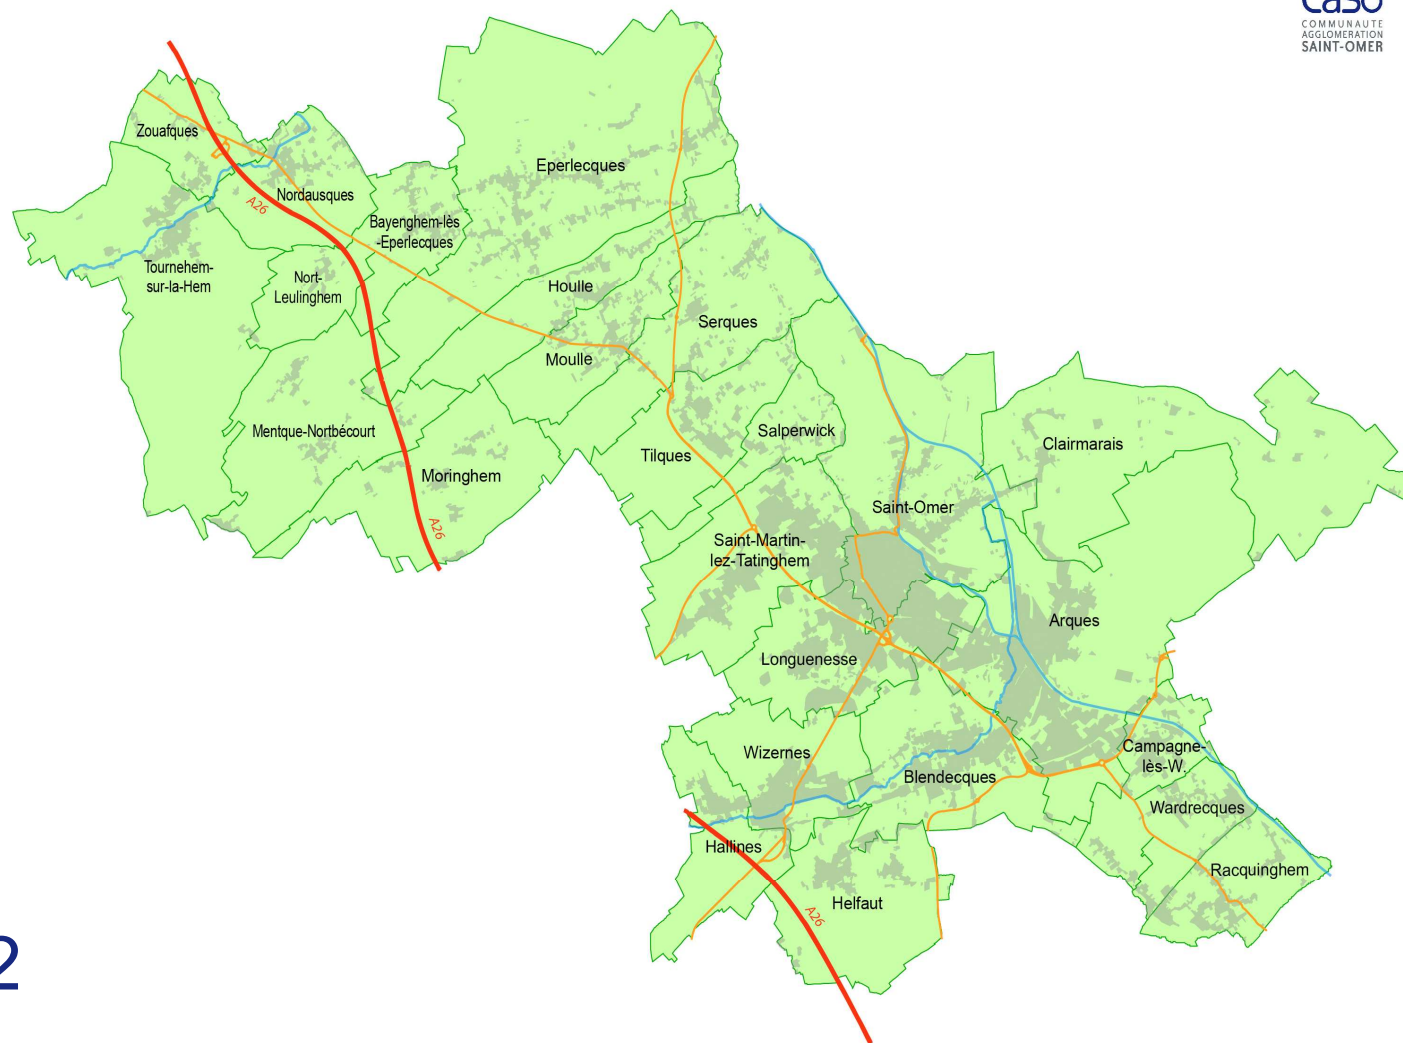 caso
COMMUNAUTE
AGGLOMERATION
SAINT-OMER
Zouafques
Eperlecques
A26
Nordausques
Bayenghem-lès
-Eperlecques
Tournehem-
sur-la-Hem
Nort-
Leulinghem
Houlle
Serques
Moulle
Mentque-Nortbécourt
Salperwick
Clairmarais
Tilques
Moringhem
A26
Saint-Omer
Saint-Martin-
lez-Tatinghem
Arques
Longuenesse
Wizernes
Campagne-
lès-W.
Blendecques
Wardrecques
Hallines
Racquinghem
Helfaut
A26
2